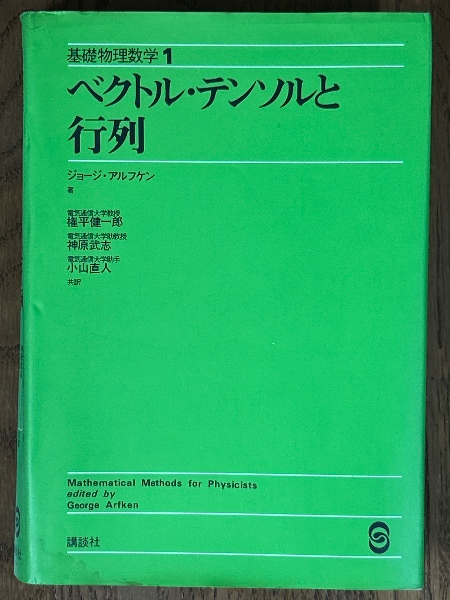 基礎物理数学1
ベクトル・テンソルと
行列
ジョージ・アルフケン
著
電気通信大学教授
権平健一郎
電気通信大学助教授
神原武志
電気通信大学助手
小山直人
共訳
Mathematical Methods for Physicists
edited by
George Arfken
講談社